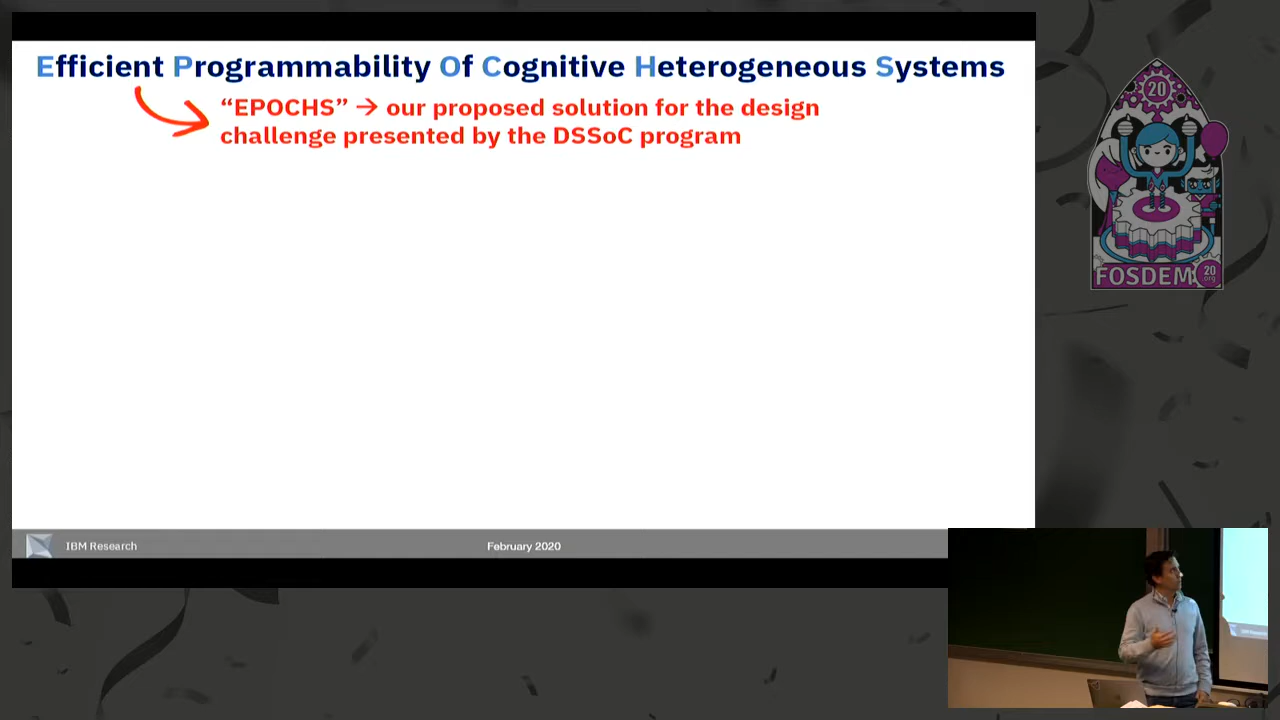 Efficient Programmability Of Cognitive Heterogeneous Systems
“EPOCHS” → our proposed solution for the design
challenge presented by the DSSoC program
20
FOSDEM
20
.org
IBM Research
February 2020